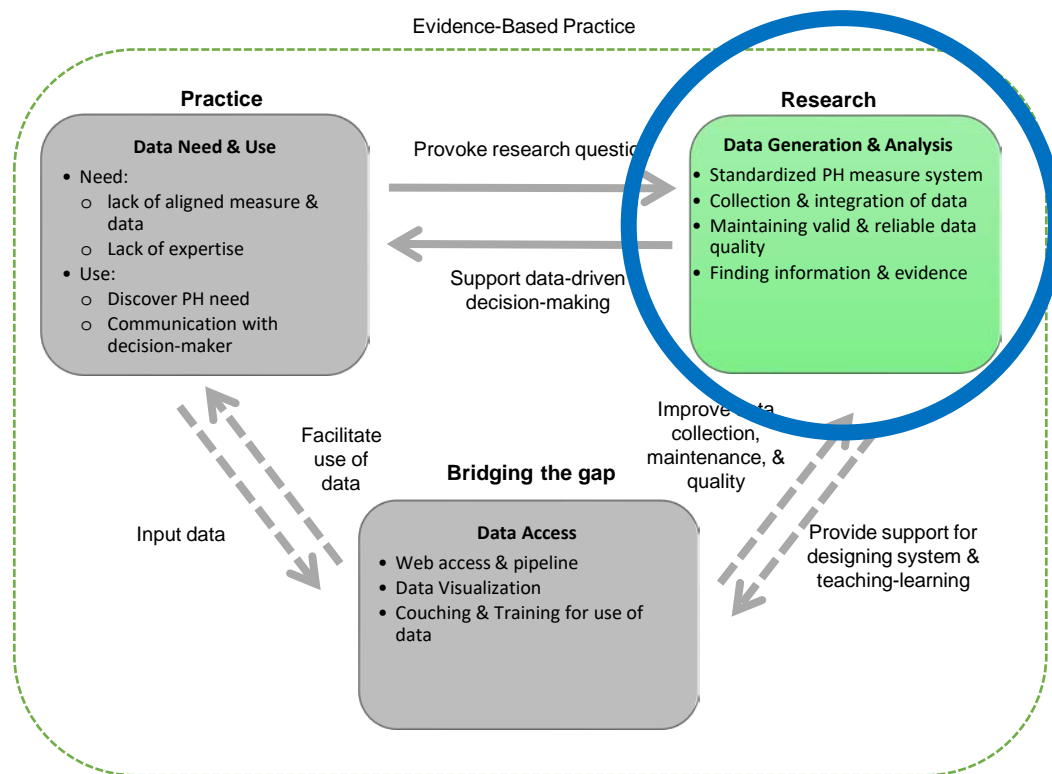 Evidence-Based Practice
Practice
Data Need & Use
• Need:
o lack of aligned measure &
data
o Lack of expertise
• Use:
o Discover PH need
o Communication with
decision-maker
Provoke research questio
Support data-driven
decision-making
Research
Data Generation & Analysis
• Standardized PH measure system
• Collection & integration of data
• Maintaining valid & reliable data
quality
• Finding information & evidence
Input data
Facilitate
use of
data
Bridging the gap
Data Access
• Web access & pipeline
• Data Visualization
• Couching & Training for use of
data
Improve data
collection,
maintenance, &
quality
Provide support for
designing system &
teaching-learning